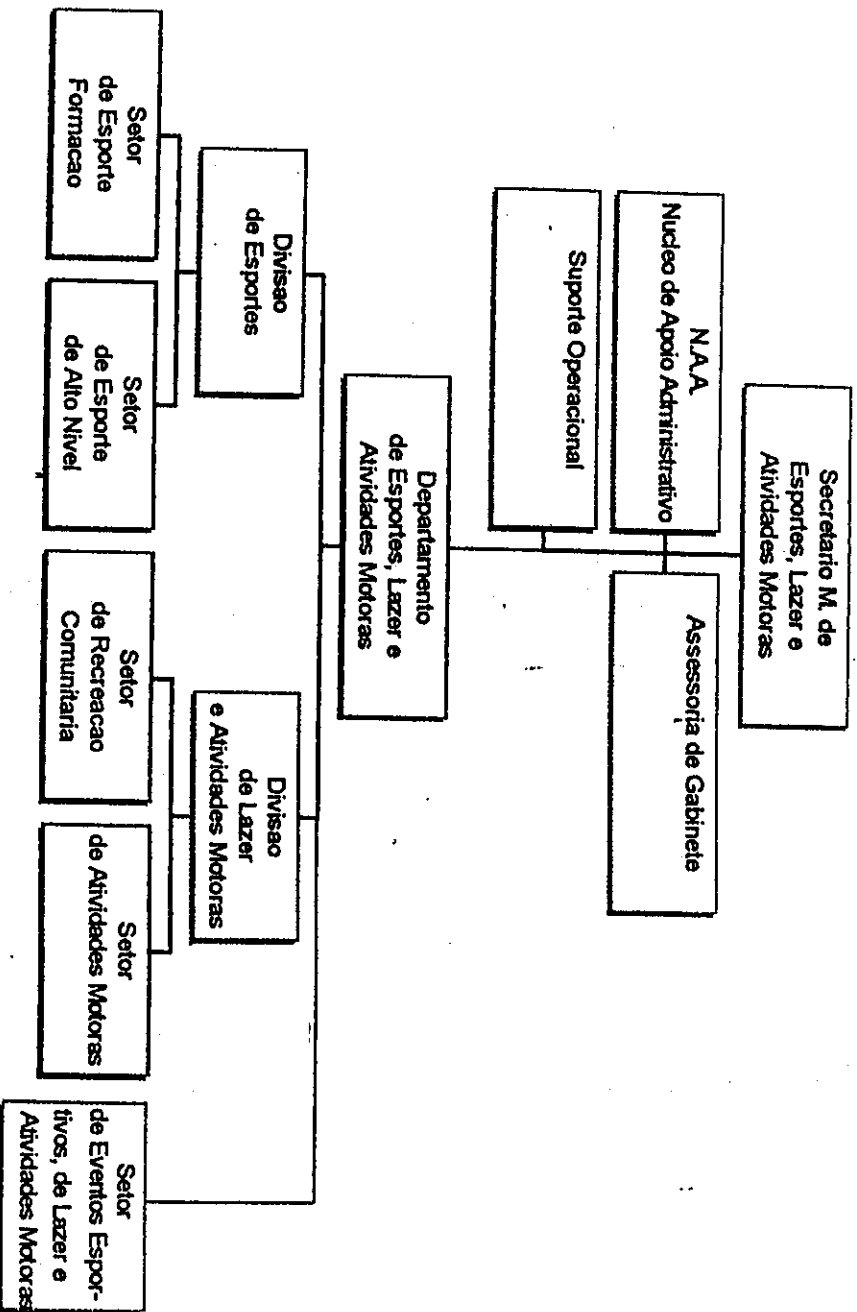 Secretario M. de
Esportes, Lazer e
Atividades Motoras
N.A.A.
Nucleo de Apoio Administrativo
Assessoria de Gabinete
Suporte Operacional
Departamento
de Esportes, Lazer e
Atividades Motoras
Divisao
de Esportes
Divisao
de Lazer
e Atividades Motoras
Setor
de Esporte
Formacao
Setor
de Esporte
de Alto Nivel
Setor
de Recreacao
Comunitaria
Setor
de Atividades Motoras
Setor
de Eventos Espor-
tivos, de Lazer e
Atividades Motoras